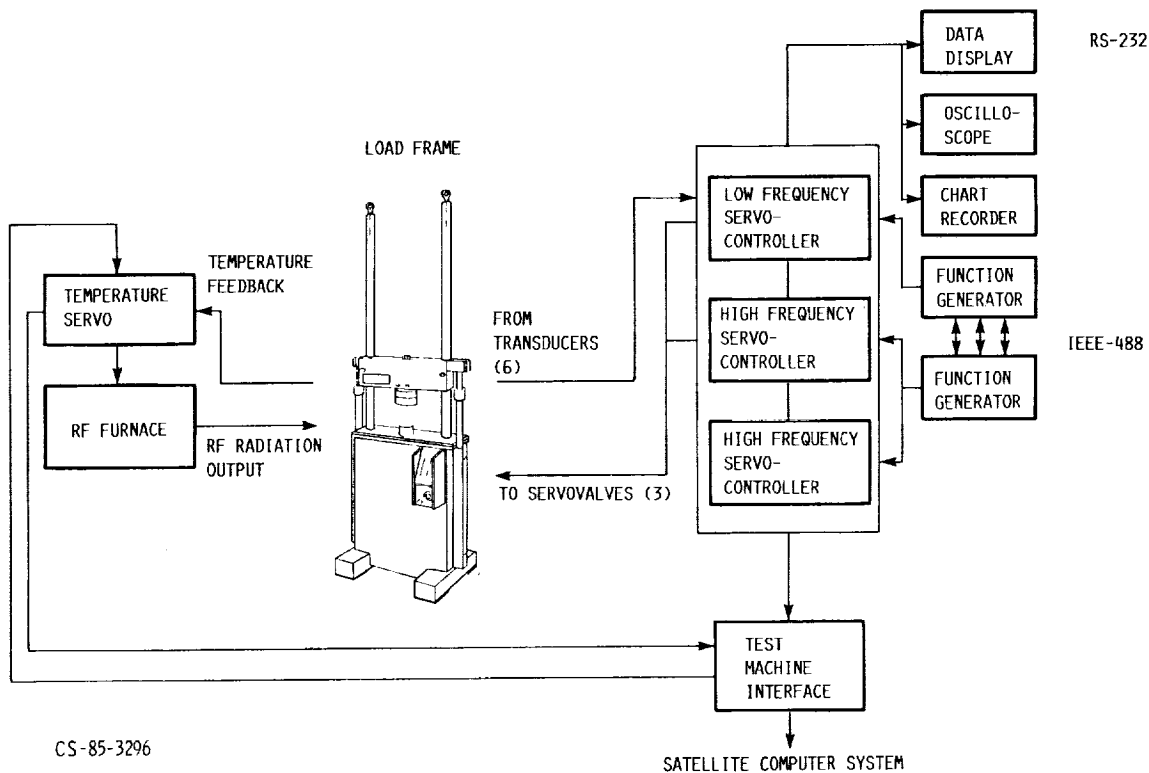 DATA
DISPLAY
RS-232
OSCILLO-
SCOPE
LOAD FRAME
CHART
RECORDER
LOW FREQUENCY
SERVO-
CONTROLLER
TEMPERATURE
FEEDBACK
TEMPERATURE
SERVO
FUNCTION
GENERATOR
FROM
TRANSDUCERS
(6)
HIGH FREQUENCY
SERVO-
CONTROLLER
IEEE-488
FUNCTION
GENERATOR
RF FURNACE
RF RADIATION
OUTPUT
HIGH FREQUENCY
SERVO-
CONTROLLER
TO SERVOVALVES (3)
TEST
MACHINE
INTERFACE
CS-85-3296
SATELLITE COMPUTER SYSTEM